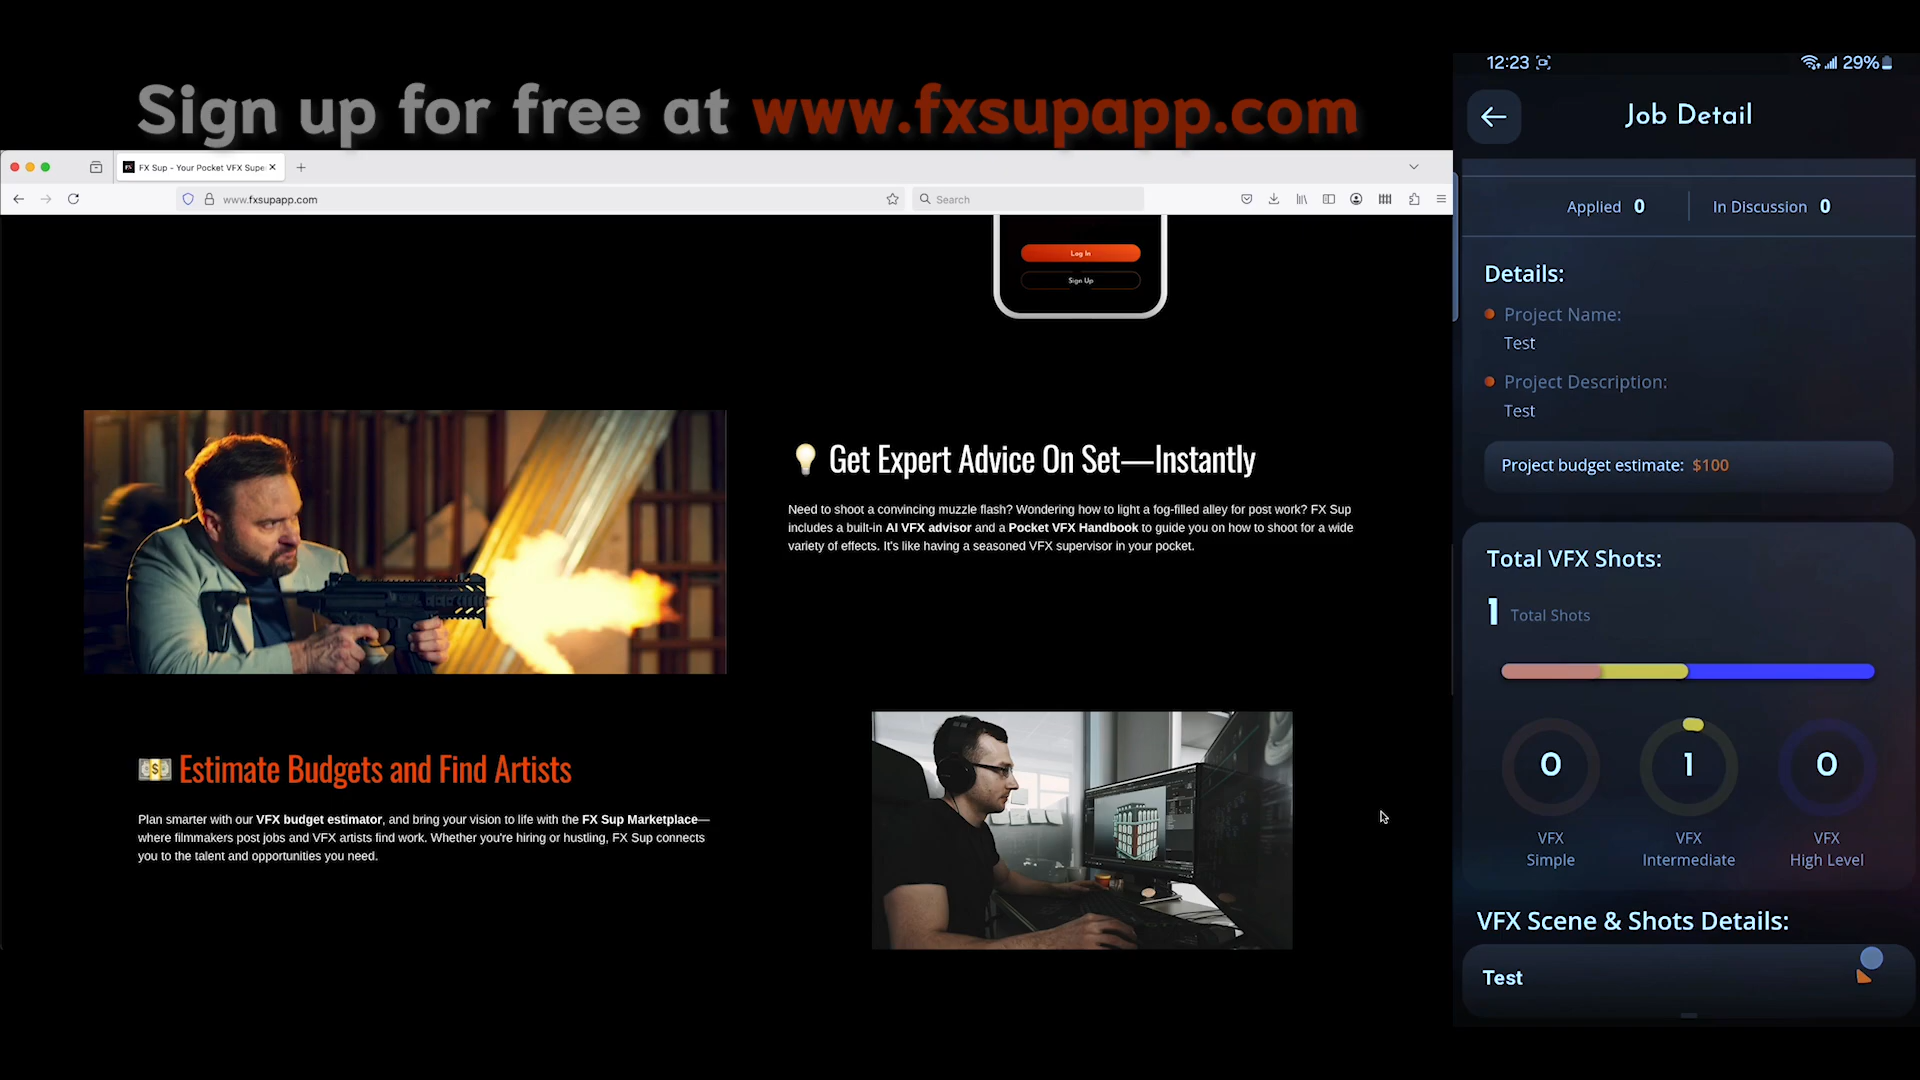 Sign up for free at www.fxsupapp.com
FX Sup - Your Pocket VFX Supe
www.fxsupapp.com
Search
Log In
Sign Up
💡 Get Expert Advice On Set—Instantly
Need to shoot a convincing muzzle flash? Wondering how to light a fog-filled alley for post work? FX Sup
includes a built-in AI VFX advisor and a Pocket VFX Handbook to guide you on how to shoot for a wide
variety of effects. It's like having a seasoned VFX supervisor in your pocket.
💵 Estimate Budgets and Find Artists
Plan smarter with our VFX budget estimator, and bring your vision to life with the FX Sup Marketplace—
where filmmakers post jobs and VFX artists find work. Whether you're hiring or hustling, FX Sup connects
you to the talent and opportunities you need.
12:23
29%
Job Detail
Applied 0
In Discussion 0
Details:
Project Name:
Test
Project Description:
Test
Project budget estimate: $100
Total VFX Shots:
1 Total Shots
0
1
0
VFX
Simple
VFX
Intermediate
VFX
High Level
VFX Scene & Shots Details:
Test